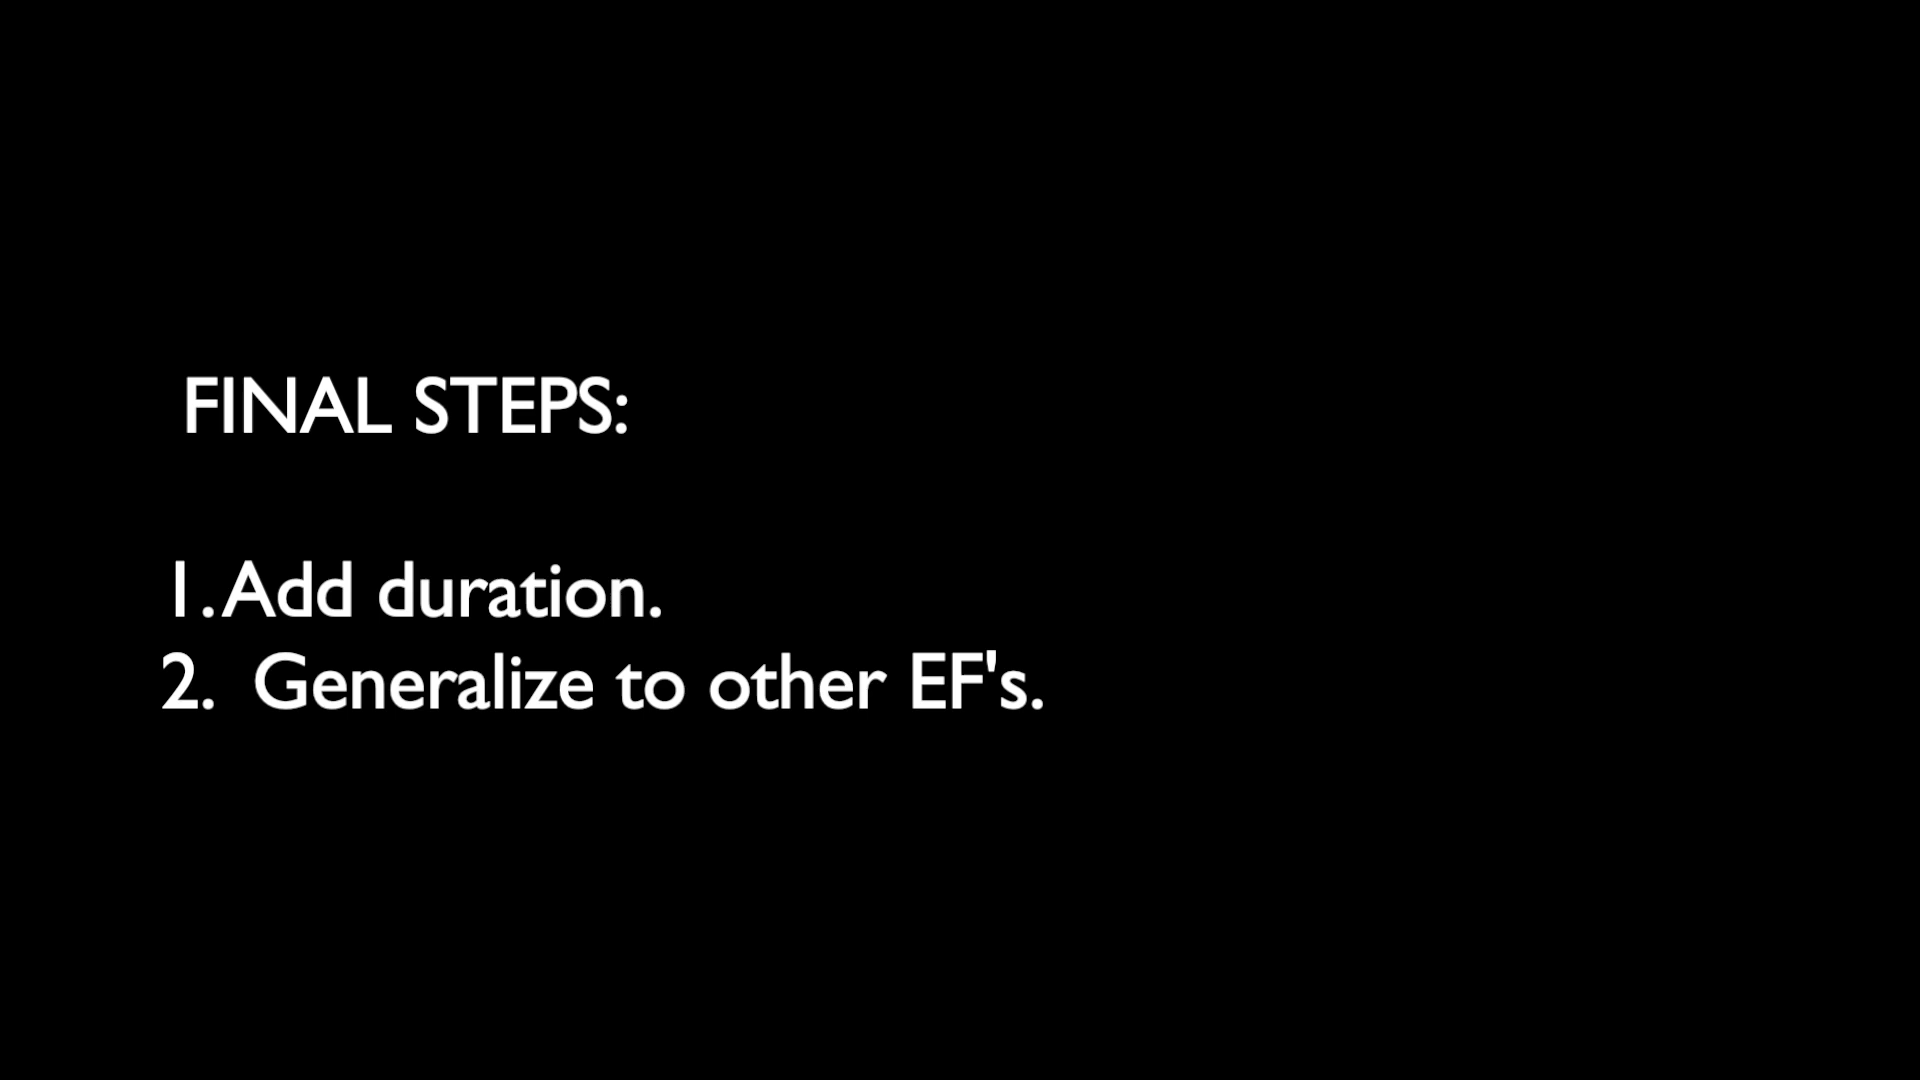 FINAL STEPS:
1. Add duration.
2. Generalize to other EF's.